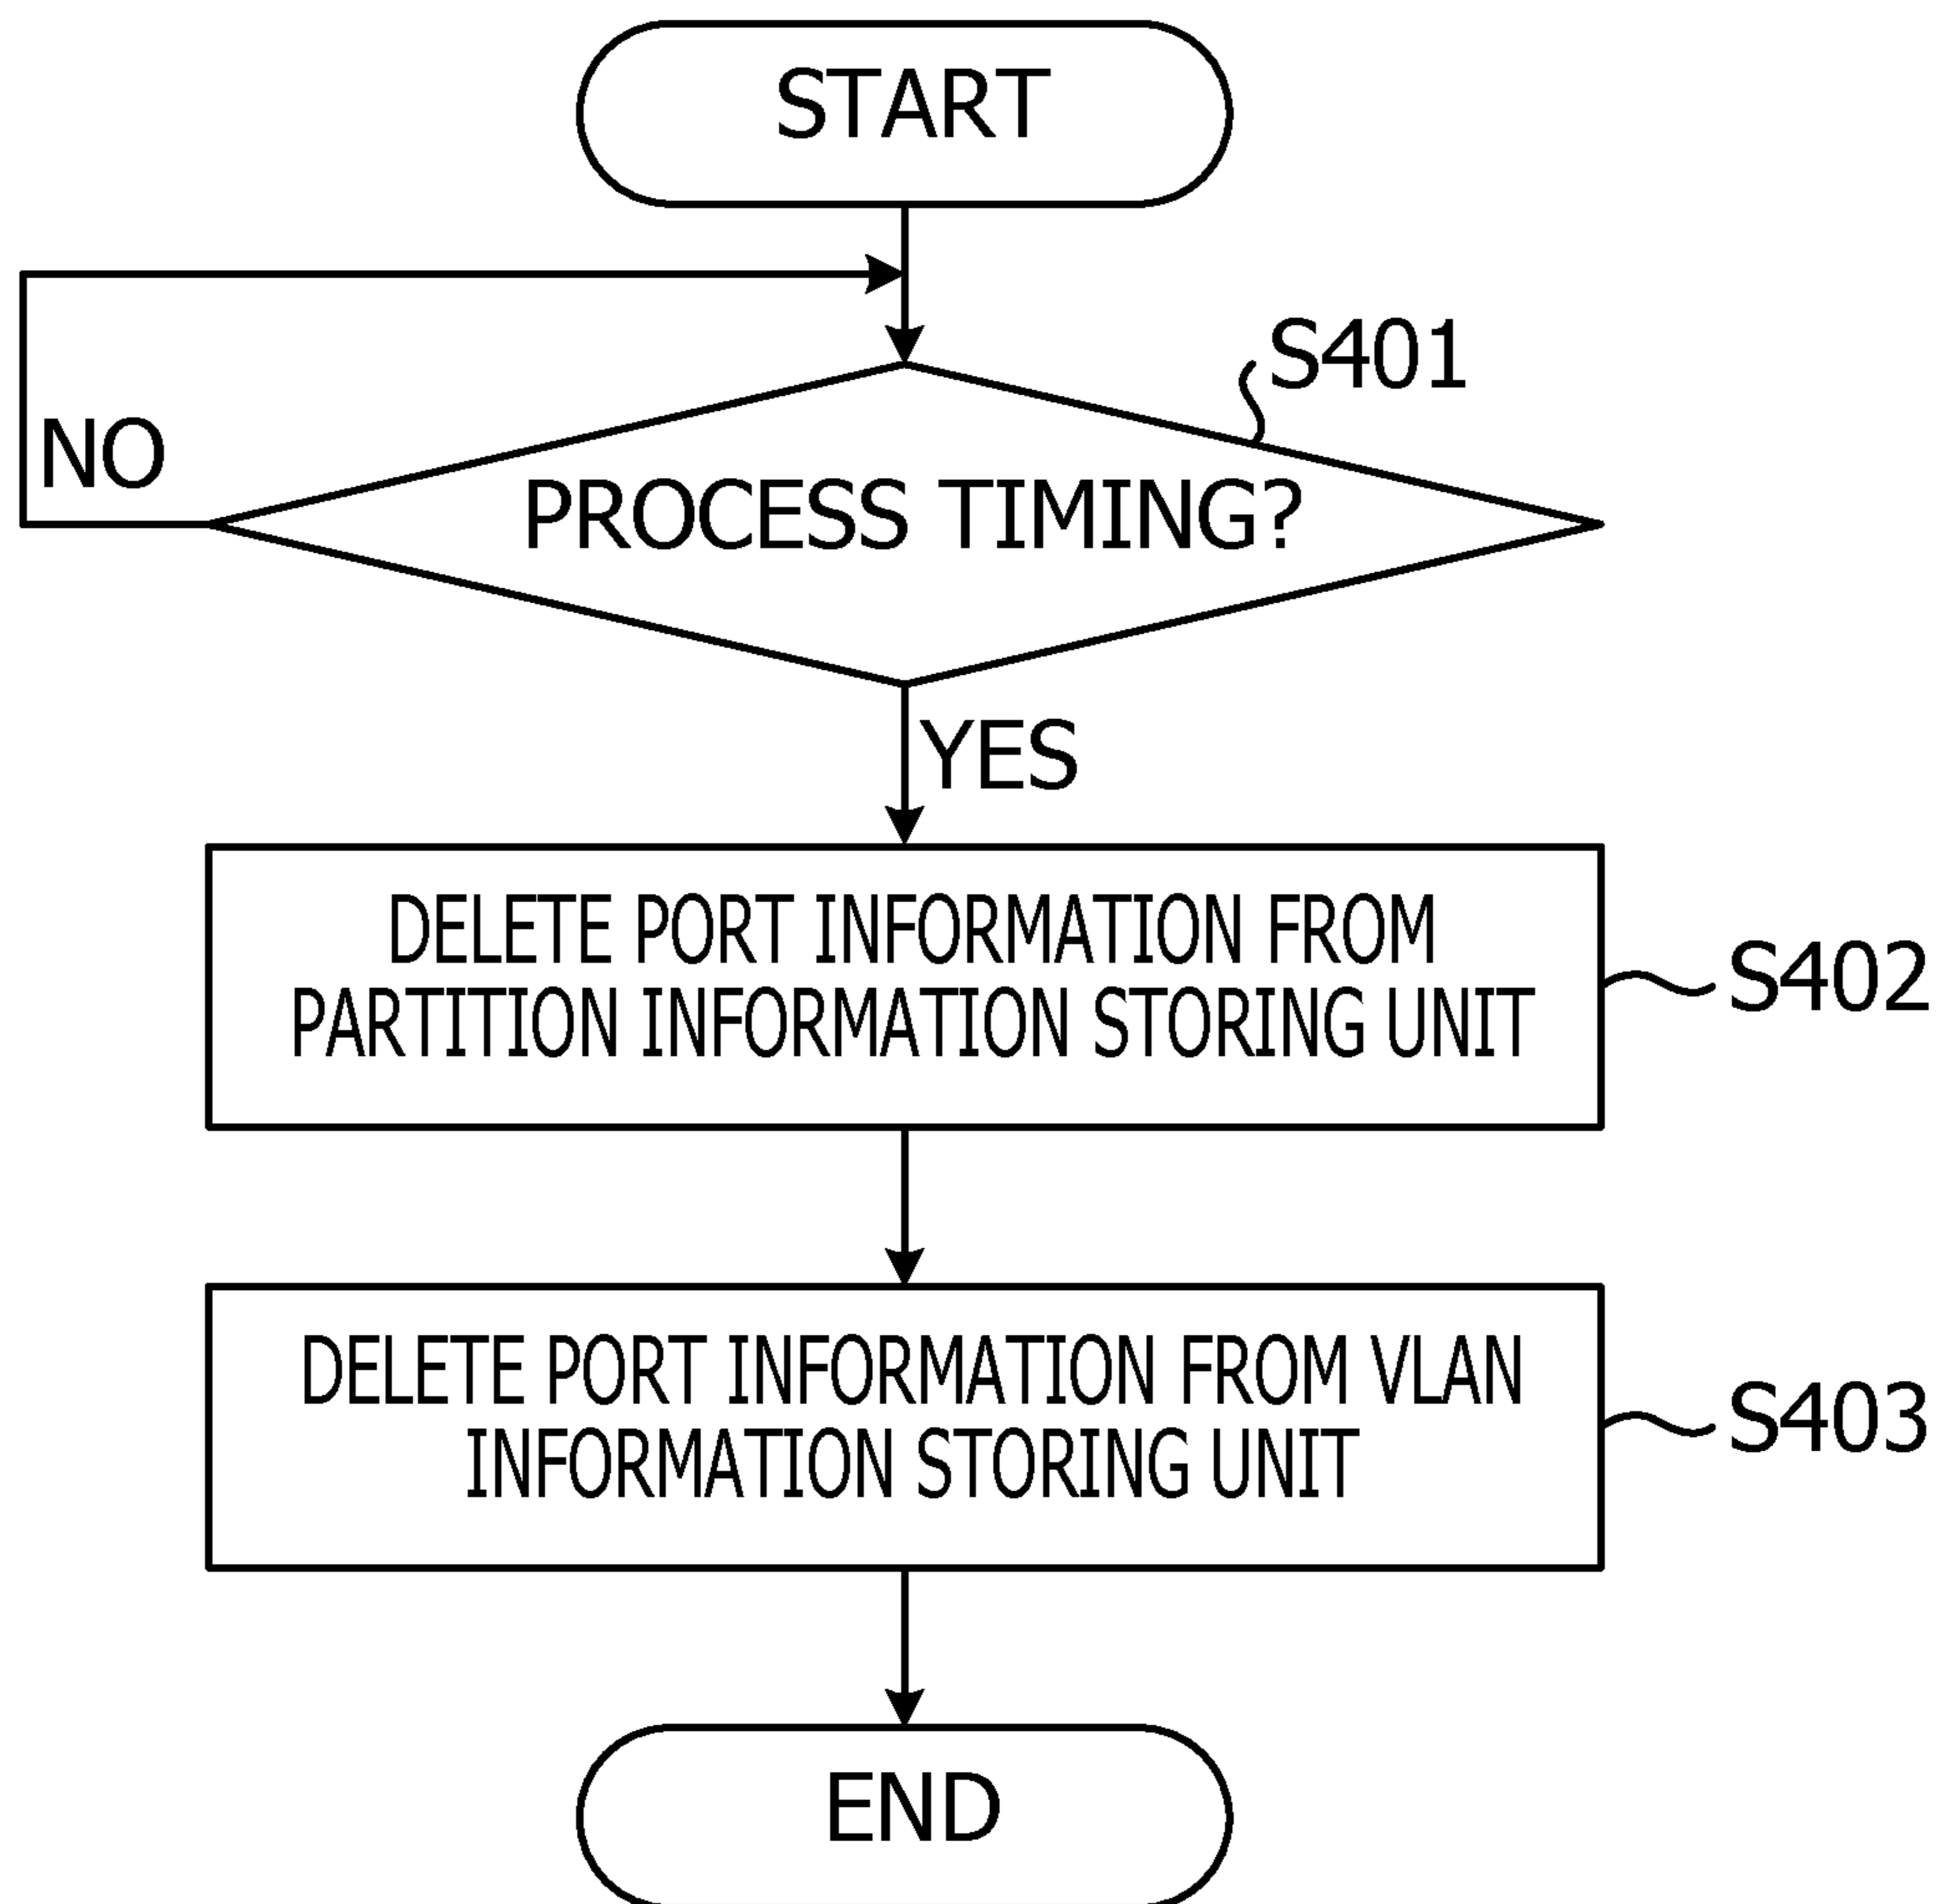 START
S401
NO
PROCESS TIMING?
YES
DELETE PORT INFORMATION FROM
PARTITION INFORMATION STORING UNIT
S402
DELETE PORT INFORMATION FROM VLAN
INFORMATION STORING UNIT
S403
END